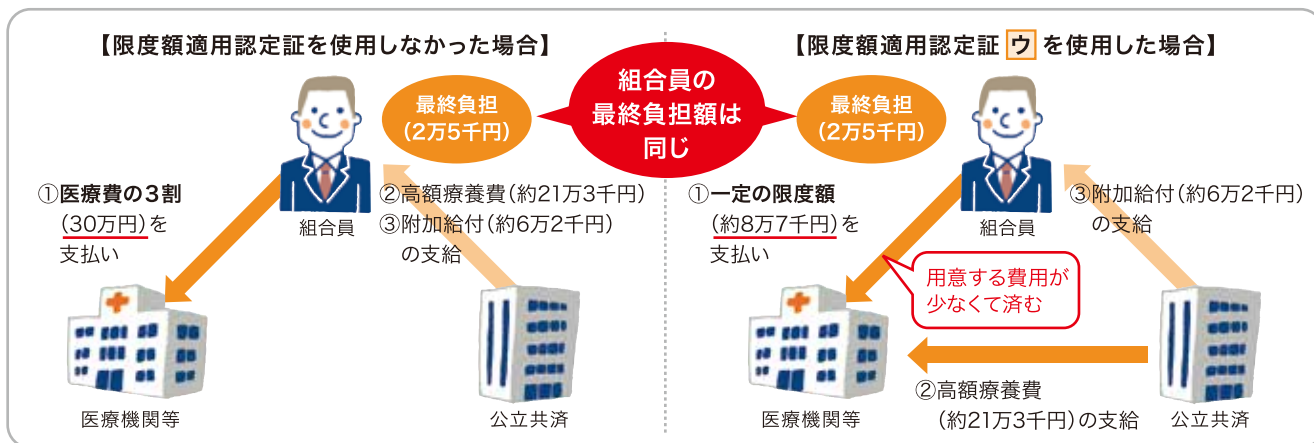 【限度額適用認定証を使用しなかった場合】
最終負担
(2万5千円)
①医療費の3割
(30万円)を
支払い
組合員
②高額療養費(約21万3千円)
③附加給付(約6万2千円)
の支給
医療機関等
公立共済
組合員の
最終負担額は
同じ
【限度額適用認定証 ウ を使用した場合】
最終負担
(2万5千円)
①一定の限度額
(約8万7千円)を
支払い
組合員
③附加給付(約6万2千円)
の支給
用意する費用が
少なくて済む
②高額療養費
(約21万3千円)の支給
医療機関等
公立共済